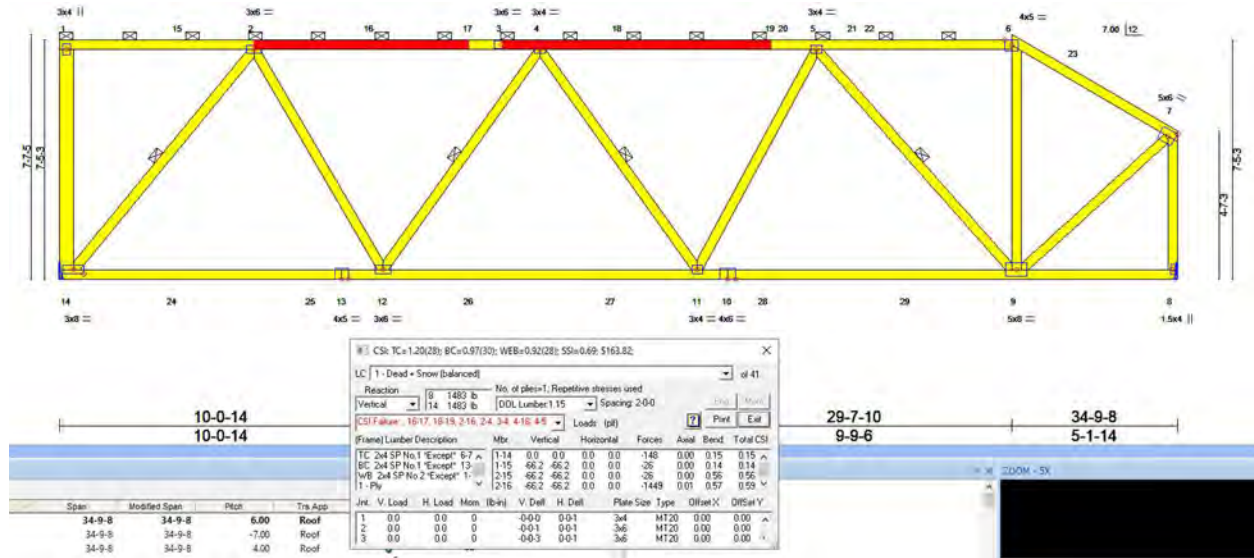 3x4 || 3x6 = 3x6 = 3x4 = 3x4 = 4x5 = 7.00 12
1 15 2 16 17 3 4 18 19 20 5 21 22 6 23
5x6
7
7-7-5 7-5-3 4-7-3 7-5-3
14 24 25 13 12 26 27 11 10 28 29 9 8
3x8 = 4x5 = 3x6 = 3x4 = 4x6 = 5x8 = 1.5x4 ||
CSI: TC=1.20(28); BC=0.97(30); WEB=0.92(28); SSI=0.69; $163.82;
LC 1 - Dead + Snow (balanced) of 41
Reaction No. of plies=1; Repetitive stresses used
Vertical 8 1483 lb DOL Lumber:1.15 Spacing: 2-0-0
14 1483 lb Print Exit
CSI Failure: , 16-17, 18-19, 2-16, 2-4, 3-4, 4-18, 4-5 ? Loads: (plf)
[Frame] Lumber Description Mbr. Vertical Horizontal Forces Axial Bend. Total CSI
TC 2x4 SP No.1 *Except* 6-7 1-14 0.0 0.0 0.0 0.0 -148 0.00 0.15 0.15
BC 2x4 SP No.1 *Except* 13- 1-15 -66.2 -66.2 0.0 0.0 -26 0.00 0.14 0.14
WB 2x4 SP No.2 *Except* 1- 2-15 -66.2 -66.2 0.0 0.0 -26 0.00 0.56 0.56
1 - Ply 2-16 -66.2 -66.2 0.0 0.0 -1449 0.01 0.57 0.59
Jnt. V. Load H. Load Mom. (lb-in) V. Defl H. Defl Plate Size Type Offset X OffSet Y
1 0.0 0.0 0 -0-0-0 0-0-1 3x4 MT20 0.00 0.00
2 0.0 0.0 0 -0-0-1 0-0-1 3x6 MT20 0.00 0.00
3 0.0 0.0 0 -0-0-3 0-0-1 3x6 MT20 0.00 0.00
10-0-14 29-7-10 34-9-8
10-0-14 9-9-6 5-1-14
ZOOM - 5X
Span Modified Span Pitch Trs App
34-9-8 34-9-8 6.00 Roof
34-9-8 34-9-8 -7.00 Roof
34-9-8 34-9-8 4.00 Roof